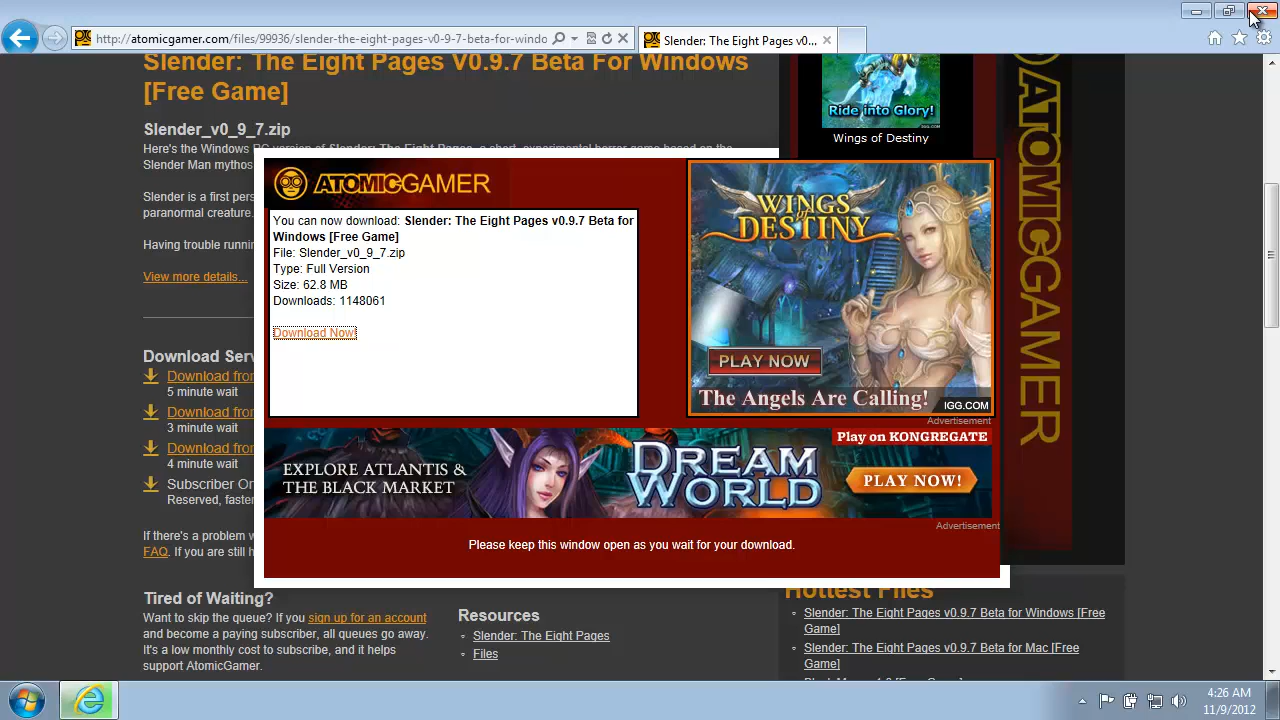 http://atomicgamer.com/files/99936/slender-the-eight-pages-v0-9-7-beta-for-windo
Slender: The Eight Pages v0...
Slender: The Eight Pages V0.9.7 Beta For Windows
[Free Game]
Slender_v0_9_7.zip
Here's the Windows PC version of Slender: The Eight Pages, a short, experimental horror game based on the
Slender Man mythos
Slender is a first pers
paranormal creature.
Having trouble runnin
View more details...
Ride into Glory!
IGG.COM
Wings of Destiny
ATOMICGAMER
ATOMICGAMER
You can now download: Slender: The Eight Pages v0.9.7 Beta for
Windows [Free Game]
File: Slender_v0_9_7.zip
Type: Full Version
Size: 62.8 MB
Downloads: 1148061
Download Now!
WINGS
of
DESTINY
PLAY NOW
The Angels Are Calling!
IGG.COM
Advertisement
EXPLORE ATLANTIS &
THE BLACK MARKET
DREAM
WORLD
Play on KONGREGATE
PLAY NOW!
Advertisement
Please keep this window open as you wait for your download.
Download Serv
Download from
5 minute wait
Download from
3 minute wait
Download from
4 minute wait
Subscriber On
Reserved, faster
If there's a problem w
FAQ. If you are still h
Tired of Waiting?
Want to skip the queue? If you sign up for an account
and become a paying subscriber, all queues go away.
It's a low monthly cost to subscribe, and it helps
support AtomicGamer.
Resources
Slender: The Eight Pages
Files
Hottest Files
Slender: The Eight Pages v0.9.7 Beta for Windows [Free
Game]
Slender: The Eight Pages v0.9.7 Beta for Mac [Free
Game]
4:26 AM
11/9/2012